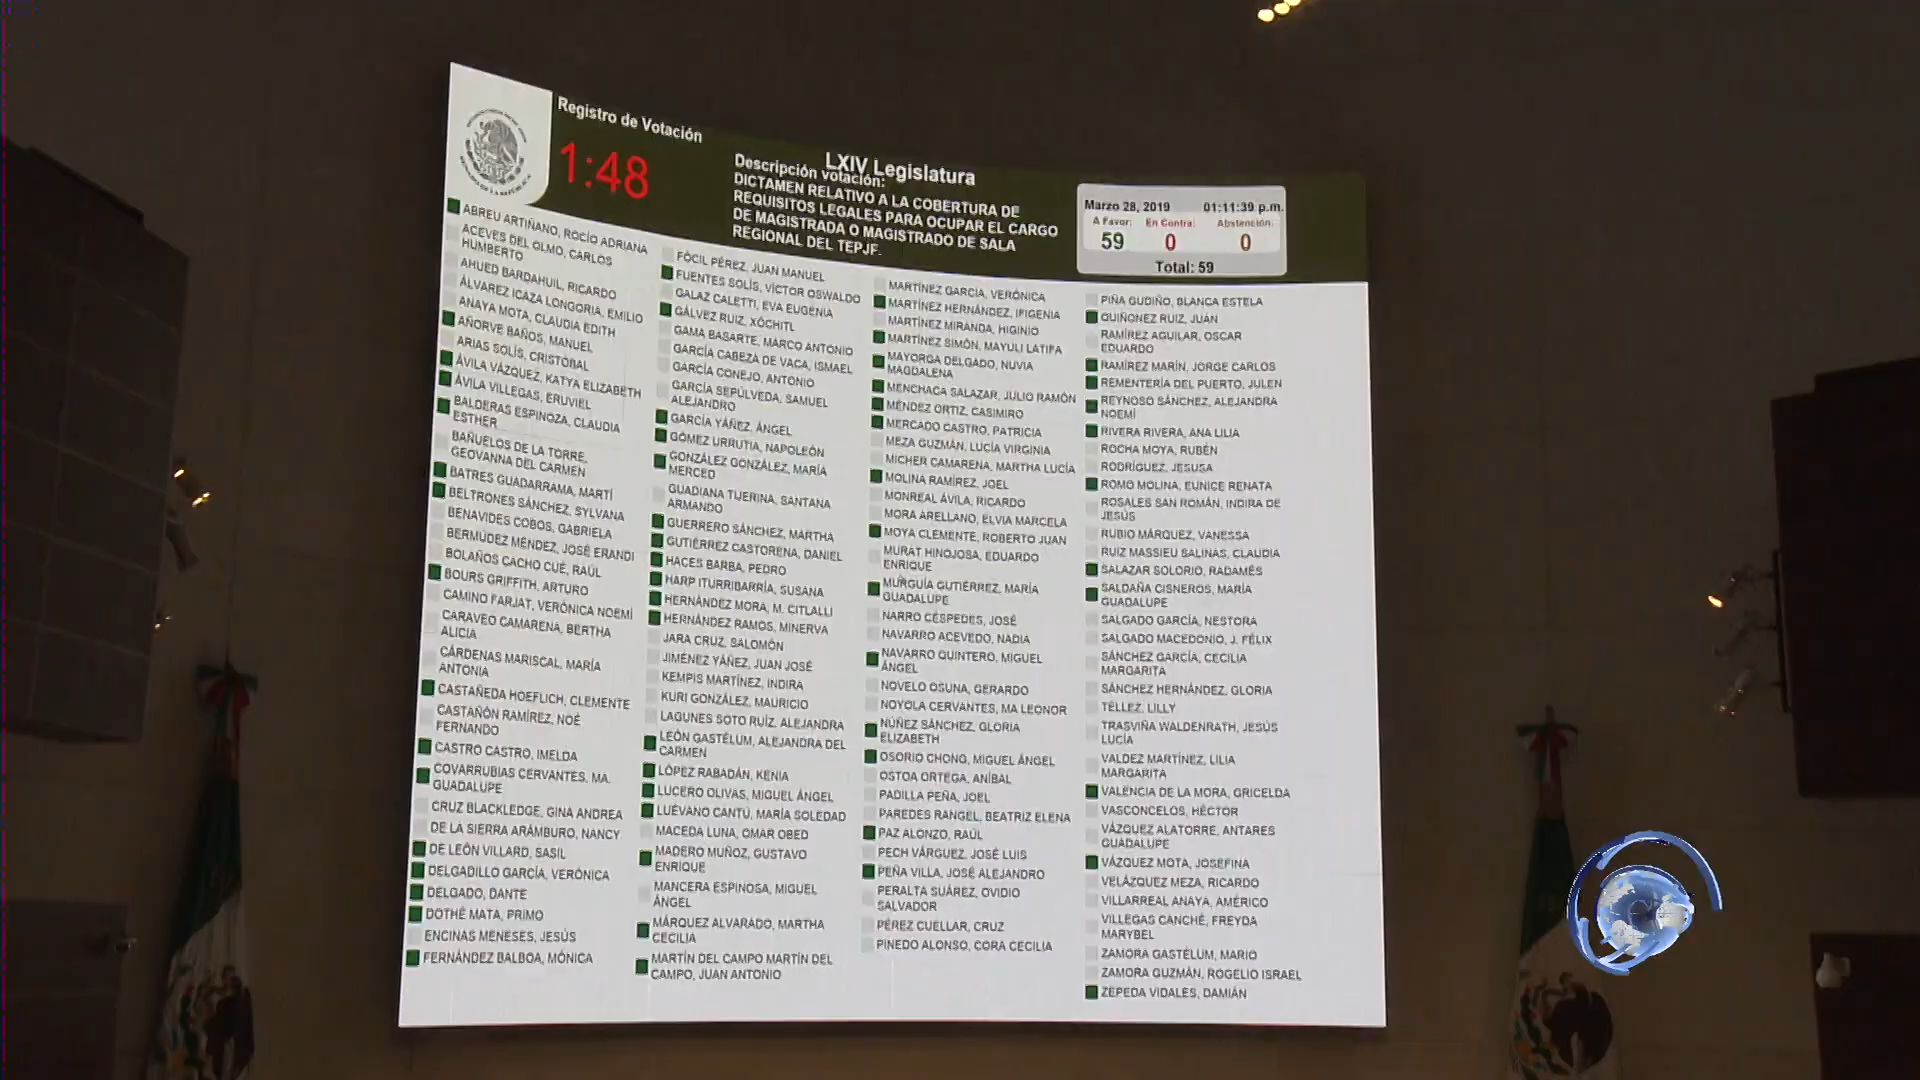 Registro de Votación
1:48
LXIV Legislatura
Descripción votación:
DICTAMEN RELATIVO A LA COBERTURA DE
REQUISITOS LEGALES PARA OCUPAR EL CARGO
DE MAGISTRADA O MAGISTRADO DE SALA
REGIONAL DEL TEPJF.
Marzo 28, 2019 01:11:39 p.m.
A Favor: En Contra: Abstención:
59 0 0
Total: 59
ABREU ARTIÑANO, ROCÍO ADRIANA
ACEVES DEL OLMO, CARLOS
HUMBERTO
AHUED BARDAHUIL, RICARDO
ÁLVAREZ ICAZA LONGORIA, EMILIO
ANAYA MOTA, CLAUDIA EDITH
AÑORVE BAÑOS, MANUEL
ARIAS SOLÍS, CRISTÓBAL
ÁVILA VÁZQUEZ, KATYA ELIZABETH
ÁVILA VILLEGAS, ERUVIEL
BALDERAS ESPINOZA, CLAUDIA
ESTHER
BAÑUELOS DE LA TORRE,
GEOVANNA DEL CARMEN
BATRES GUADARRAMA, MARTÍ
BELTRONES SÁNCHEZ, SYLVANA
BENAVIDES COBOS, GABRIELA
BERMÚDEZ MÉNDEZ, JOSÉ ERANDI
BOLAÑOS CACHO CUÉ, RAÚL
BOURS GRIFFITH, ARTURO
CAMINO FARJAT, VERÓNICA NOEMÍ
CARAVEO CAMARENA, BERTHA
ALICIA
CÁRDENAS MARISCAL, MARÍA
ANTONIA
CASTAÑEDA HOEFLICH, CLEMENTE
CASTAÑÓN RAMÍREZ, NOÉ
FERNANDO
CASTRO CASTRO, IMELDA
COVARRUBIAS CERVANTES, MA.
GUADALUPE
CRUZ BLACKLEDGE, GINA ANDREA
DE LA SIERRA ARÁMBURO, NANCY
DE LEÓN VILLARD, SASIL
DELGADILLO GARCÍA, VERÓNICA
DELGADO, DANTE
DOTHÉ MATA, PRIMO
ENCINAS MENESES, JESÚS
FERNÁNDEZ BALBOA, MÓNICA
FÓCIL PÉREZ, JUAN MANUEL
FUENTES SOLÍS, VÍCTOR OSWALDO
GALAZ CALETTI, EVA EUGENIA
GÁLVEZ RUIZ, XÓCHITL
GAMA BASARTE, MARCO ANTONIO
GARCÍA CABEZA DE VACA, ISMAEL
GARCÍA CONEJO, ANTONIO
GARCÍA SEPÚLVEDA, SAMUEL
ALEJANDRO
GARCÍA YÁÑEZ, ÁNGEL
GÓMEZ URRUTIA, NAPOLEÓN
GONZÁLEZ GONZÁLEZ, MARÍA
MERCED
GUADIANA TIJERINA, SANTANA
ARMANDO
GUERRERO SÁNCHEZ, MARTHA
GUTIÉRREZ CASTORENA, DANIEL
HACES BARBA, PEDRO
HARP ITURRIBARRÍA, SUSANA
HERNÁNDEZ MORA, M. CITLALLI
HERNÁNDEZ RAMOS, MINERVA
JARA CRUZ, SALOMÓN
JIMÉNEZ YÁÑEZ, JUAN JOSÉ
KEMPIS MARTÍNEZ, INDIRA
KURI GONZÁLEZ, MAURICIO
LAGUNES SOTO RUÍZ, ALEJANDRA
LEÓN GASTÉLUM, ALEJANDRA DEL
CARMEN
LÓPEZ RABADÁN, KENIA
LUCERO OLIVAS, MIGUEL ÁNGEL
LUÉVANO CANTÚ, MARÍA SOLEDAD
MACEDA LUNA, OMAR OBED
MADERO MUÑOZ, GUSTAVO
ENRIQUE
MANCERA ESPINOSA, MIGUEL
ÁNGEL
MÁRQUEZ ALVARADO, MARTHA
CECILIA
MARTÍN DEL CAMPO MARTÍN DEL
CAMPO, JUAN ANTONIO
MARTÍNEZ GARCÍA, VERÓNICA
MARTÍNEZ HERNÁNDEZ, IFIGENIA
MARTÍNEZ MIRANDA, HIGINIO
MARTÍNEZ SIMÓN, MAYULI LATIFA
MAYORGA DELGADO, NUVIA
MAGDALENA
MENCHACA SALAZAR, JULIO RAMÓN
MÉNDEZ ORTIZ, CASIMIRO
MERCADO CASTRO, PATRICIA
MEZA GUZMÁN, LUCÍA VIRGINIA
MICHER CAMARENA, MARTHA LUCÍA
MOLINA RAMÍREZ, JOEL
MONREAL ÁVILA, RICARDO
MORA ARELLANO, ELVIA MARCELA
MOYA CLEMENTE, ROBERTO JUAN
MURAT HINOJOSA, EDUARDO
ENRIQUE
MURGUÍA GUTIÉRREZ, MARÍA
GUADALUPE
NARRO CÉSPEDES, JOSÉ
NAVARRO ACEVEDO, NADIA
NAVARRO QUINTERO, MIGUEL
ÁNGEL
NOVELO OSUNA, GERARDO
NOYOLA CERVANTES, MA LEONOR
NÚÑEZ SÁNCHEZ, GLORIA
ELIZABETH
OSORIO CHONG, MIGUEL ÁNGEL
OSTOA ORTEGA, ANÍBAL
PADILLA PEÑA, JOEL
PAREDES RANGEL, BEATRIZ ELENA
PAZ ALONZO, RAÚL
PECH VÁRGUEZ, JOSÉ LUIS
PEÑA VILLA, JOSÉ ALEJANDRO
PERALTA SUÁREZ, OVIDIO
SALVADOR
PÉREZ CUELLAR, CRUZ
PINEDO ALONSO, CORA CECILIA
PIÑA GUDIÑO, BLANCA ESTELA
QUIÑONEZ RUIZ, JUAN
RAMÍREZ AGUILAR, OSCAR
EDUARDO
RAMÍREZ MARÍN, JORGE CARLOS
REMENTERÍA DEL PUERTO, JULEN
REYNOSO SÁNCHEZ, ALEJANDRA
NOEMÍ
RIVERA RIVERA, ANA LILIA
ROCHA MOYA, RUBÉN
RODRÍGUEZ, JESUSA
ROMO MOLINA, EUNICE RENATA
ROSALES SAN ROMÁN, INDIRA DE
JESÚS
RUBIO MÁRQUEZ, VANESSA
RUIZ MASSIEU SALINAS, CLAUDIA
SALAZAR SOLORIO, RADAMÉS
SALDAÑA CISNEROS, MARÍA
GUADALUPE
SALGADO GARCÍA, NESTORA
SALGADO MACEDONIO, J. FÉLIX
SÁNCHEZ GARCÍA, CECILIA
MARGARITA
SÁNCHEZ HERNÁNDEZ, GLORIA
TÉLLEZ, LILLY
TRASVIÑA WALDENRATH, JESÚS
LUCÍA
VALDEZ MARTÍNEZ, LILIA
MARGARITA
VALENCIA DE LA MORA, GRICELDA
VASCONCELOS, HÉCTOR
VÁZQUEZ ALATORRE, ANTARES
GUADALUPE
VÁZQUEZ MOTA, JOSEFINA
VELÁZQUEZ MEZA, RICARDO
VILLARREAL ANAYA, AMÉRICO
VILLEGAS CANCHÉ, FREYDA
MARYBEL
ZAMORA GASTÉLUM, MARIO
ZAMORA GUZMÁN, ROGELIO ISRAEL
ZEPEDA VIDALES, DAMIÁN